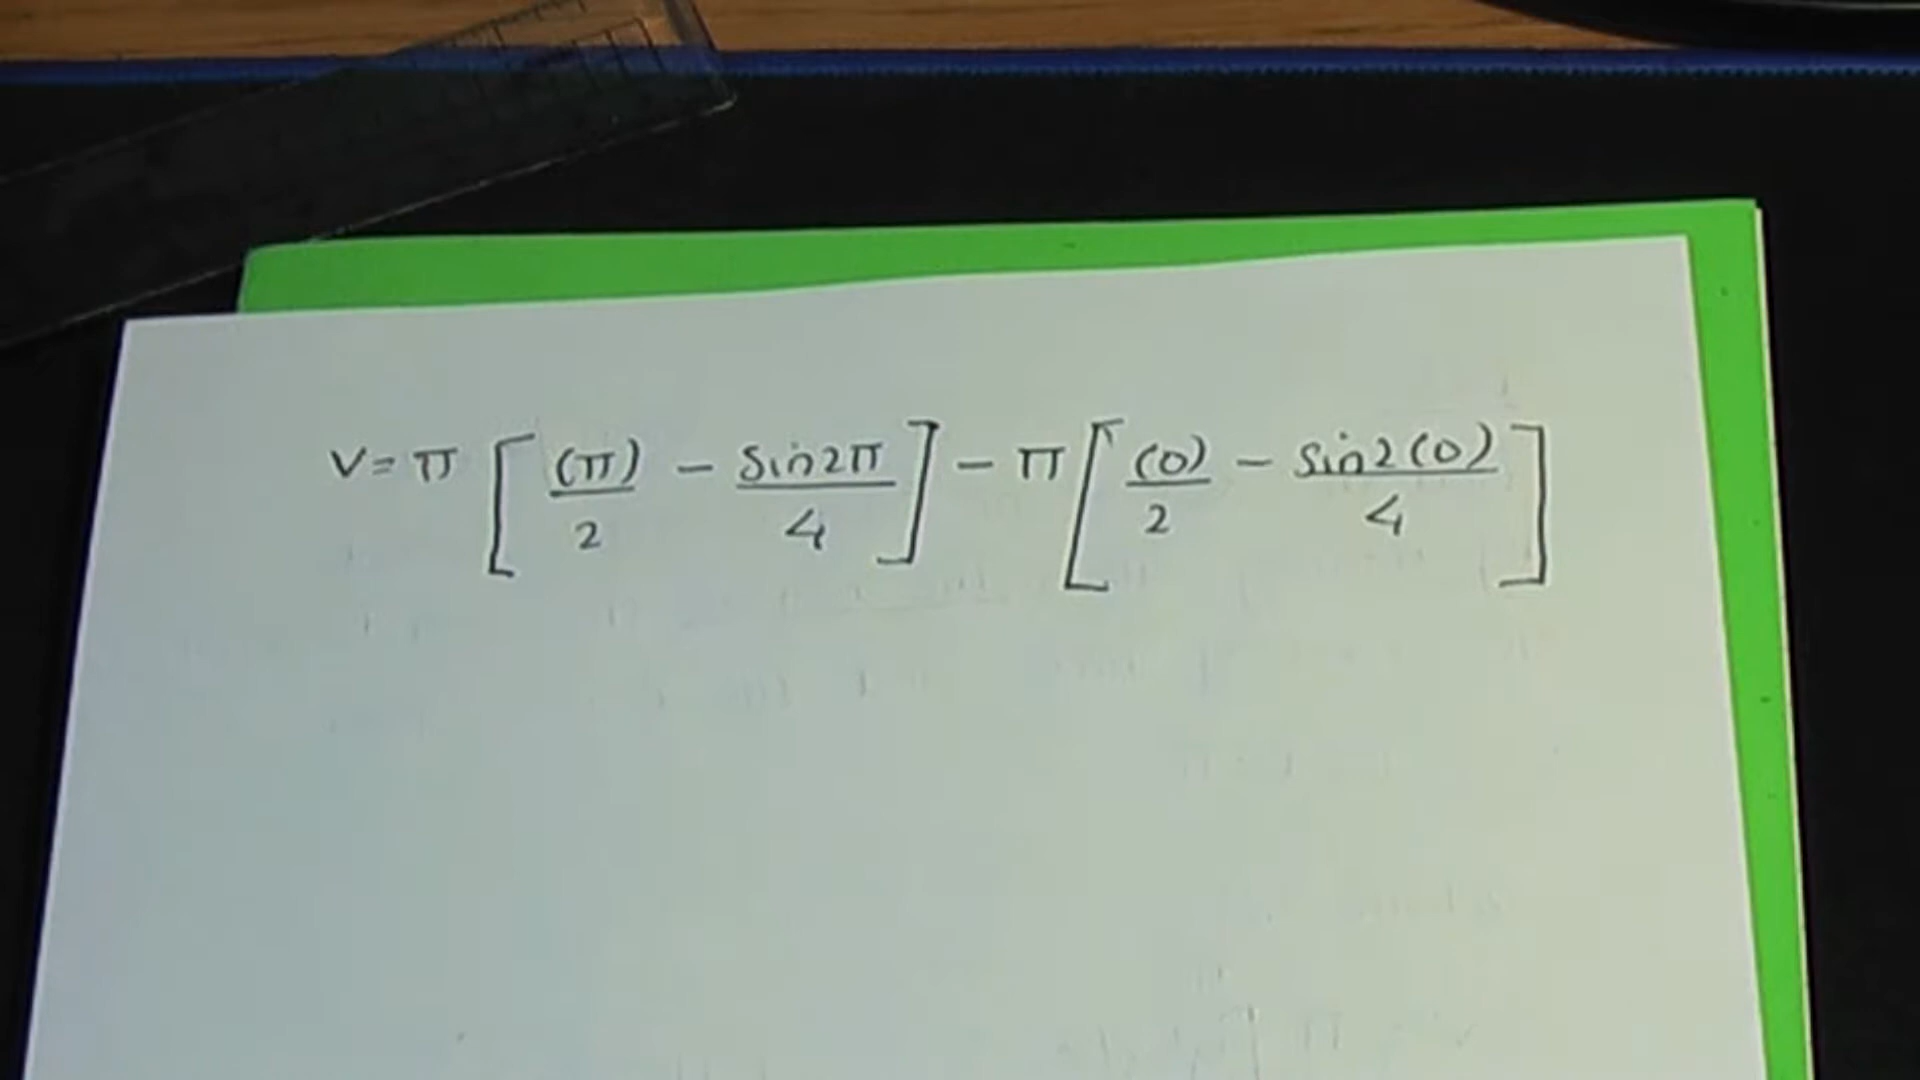 V = π [ (π)/2 - sin2π/4 ] - π [ (0)/2 - sin2(0)/4 ]